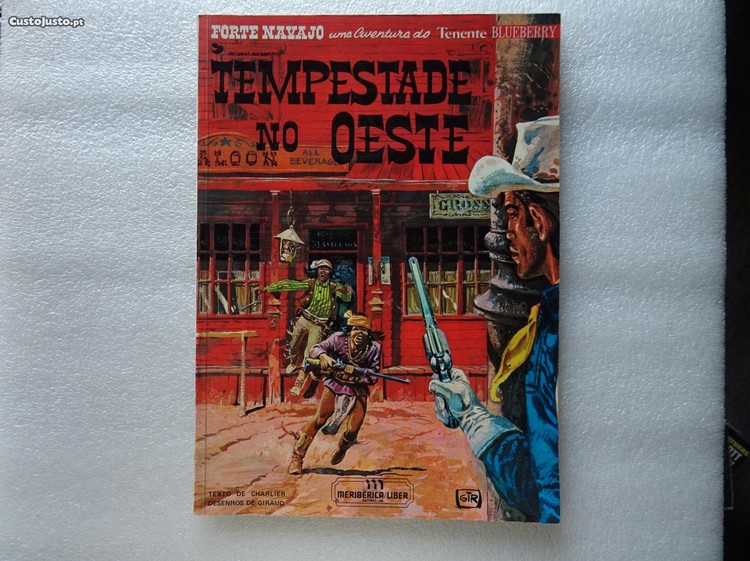 CustoJusto.pt
FORTE NAVAJO uma Aventura do Tenente BLUEBERRY
TEMPESTADE
NO OESTE
ALOON
ALL
BEVERAGE
GROSS
TEXTO DE CHARLIER
DESENHOS DE GIRAUD
MERIBÉRICA/LIBER
GIR